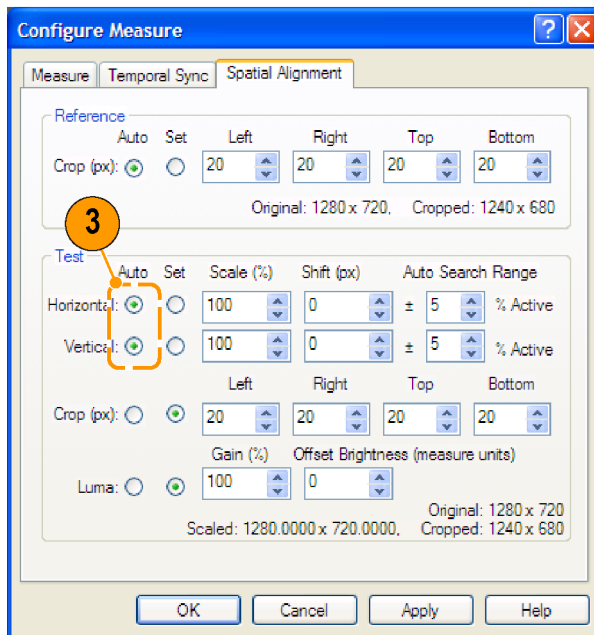 Configure Measure
Measure Temporal Sync Spatial Alignment
Reference
Auto Set Left Right Top Bottom
Crop (px): 20 20 20 20
Original: 1280 x 720, Cropped: 1240 x 680
3
Test
Auto Set Scale (%) Shift (px) Auto Search Range
Horizontal: 100 0 ± 5 % Active
Vertical: 100 0 ± 5 % Active
Left Right Top Bottom
Crop (px): 20 20 20 20
Gain (%) Offset Brightness (measure units)
Luma: 100 0
Original: 1280 x 720
Scaled: 1280.0000 x 720.0000, Cropped: 1240 x 680
OK Cancel Apply Help